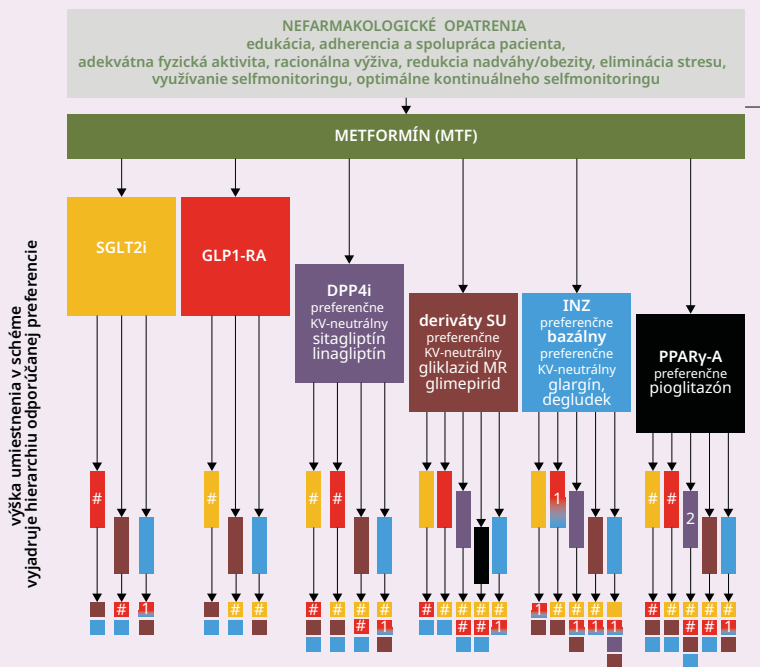 NEFARMAKOLOGICKÉ OPATRENIA
edukácia, adherencia a spolupráca pacienta,
adekvátna fyzická aktivita, racionálna výživa, redukcia nadváhy/obezity, eliminácia stresu,
využívanie selfmonitoringu, optimálne kontinuálneho selfmonitoringu
METFORMÍN (MTF)
výška umiestnenia v schéme
vyjadruje hierarchiu odporúčanej preferencie
SGLT2i
GLP1-RA
DPP4i
preferenčne
KV-neutrálny
sitagliptín
linagliptín
deriváty SU
preferenčne
KV-neutrálny
gliklazid MR
glimepirid
INZ
preferenčne
bazálny
preferenčne
KV-neutrálny
glargín,
degludek
PPARγ-A
preferenčne
pioglitazón
# # # # 1 # #
2
# 1 # # # # # # # # # # 1 # # # # # #
# 1 # # 1 1 1 1 # # 1